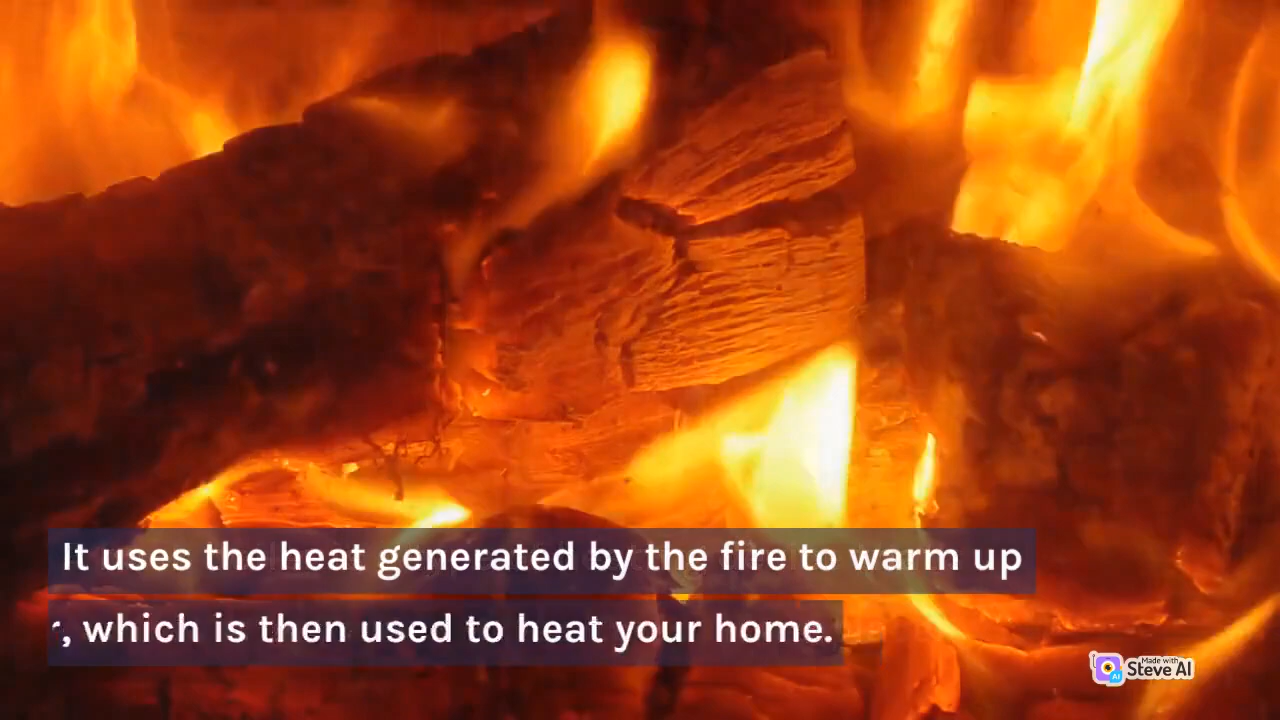 It uses the heat generated by the fire to warm up
, which is then used to heat your home.
Made with
Steve AI
AI